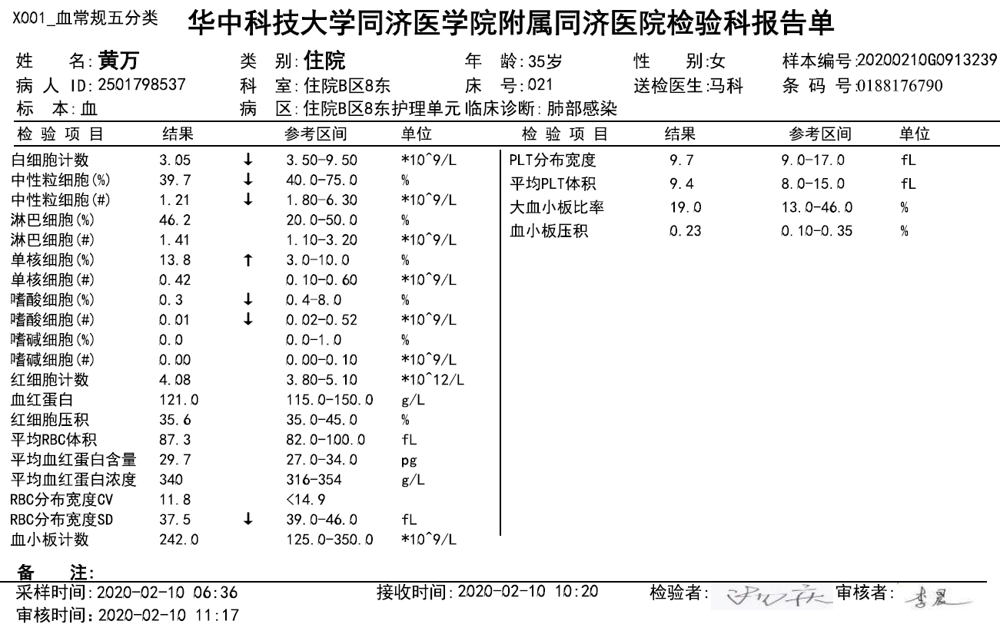 X001_血常规五分类 华中科技大学同济医学院附属同济医院检验科报告单
姓 名: 黄万 类 别: 住院 年 龄: 35岁 性 别:女 样本编号:20200210G0913239
病 人 ID: 2501798537 科 室: 住院B区8东 床 号:021 送检医生:马科 条 码 号:0188176790
标 本: 血 病 区: 住院B区8东护理单元 临床诊断: 肺部感染
检 验 项 目 结果 参考区间 单位 检 验 项 目 结果 参考区间 单位
白细胞计数 3.05 ↓ 3.50-9.50 *10^9/L
中性粒细胞(%) 39.7 ↓ 40.0-75.0 %
中性粒细胞(#) 1.21 ↓ 1.80-6.30 *10^9/L
淋巴细胞(%) 46.2 20.0-50.0 %
淋巴细胞(#) 1.41 1.10-3.20 *10^9/L
单核细胞(%) 13.8 ↑ 3.0-10.0 %
单核细胞(#) 0.42 0.10-0.60 *10^9/L
嗜酸细胞(%) 0.3 ↓ 0.4-8.0 %
嗜酸细胞(#) 0.01 ↓ 0.02-0.52 *10^9/L
嗜碱细胞(%) 0.0 0.0-1.0 %
嗜碱细胞(#) 0.00 0.00-0.10 *10^9/L
红细胞计数 4.08 3.80-5.10 *10^12/L
血红蛋白 121.0 115.0-150.0 g/L
红细胞压积 35.6 35.0-45.0 %
平均RBC体积 87.3 82.0-100.0 fL
平均血红蛋白含量 29.7 27.0-34.0 pg
平均血红蛋白浓度 340 316-354 g/L
RBC分布宽度CV 11.8 <14.9
RBC分布宽度SD 37.5 ↓ 39.0-46.0 fL
血小板计数 242.0 125.0-350.0 *10^9/L
PLT分布宽度 9.7 9.0-17.0 fL
平均PLT体积 9.4 8.0-15.0 fL
大血小板比率 19.0 13.0-46.0 %
血小板压积 0.23 0.10-0.35 %
备 注:
采样时间: 2020-02-10 06:36 接收时间: 2020-02-10 10:20 检验者: 审核者: 李晨
审核时间: 2020-02-10 11:17